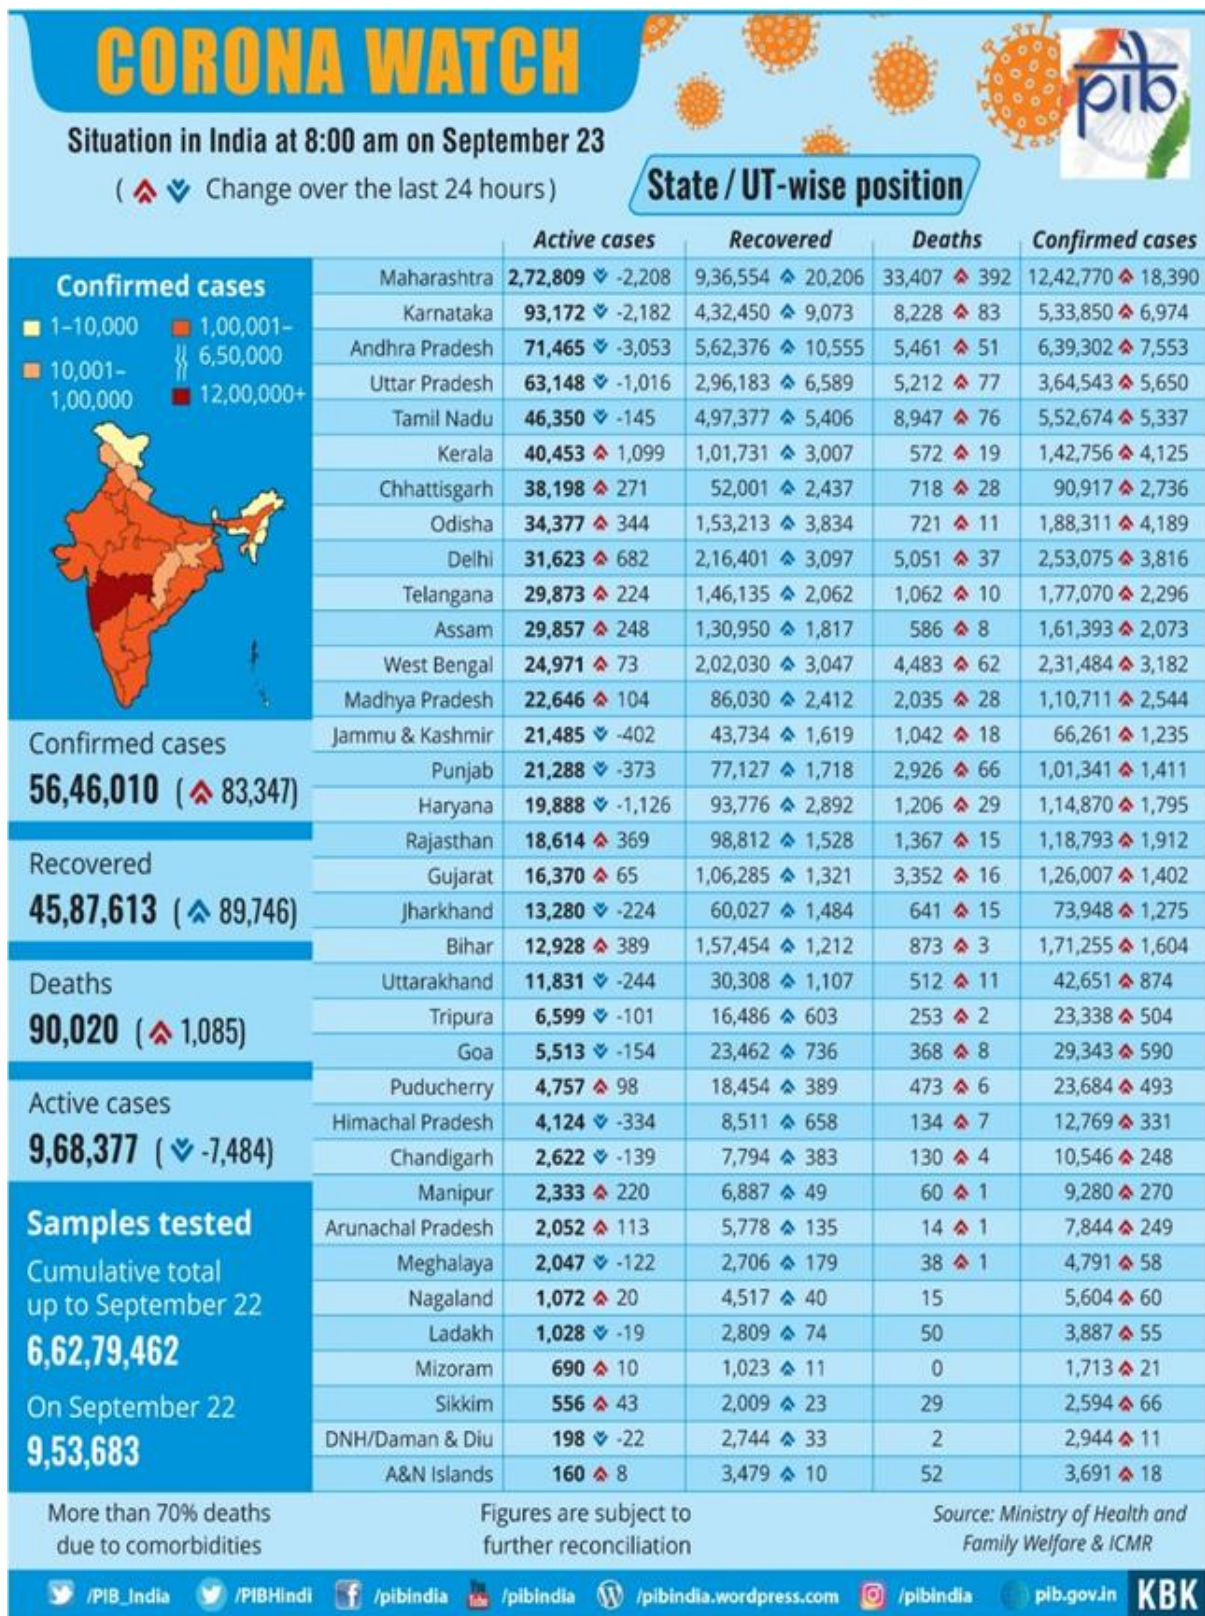 CORONA WATCH
pib
Situation in India at 8:00 am on September 23
( Change over the last 24 hours)
State / UT-wise position
Active cases Recovered Deaths Confirmed cases
Confirmed cases
1-10,000
1,00,001-
6,50,000
10,001-
1,00,000
12,00,000+
Maharashtra 2,72,809 -2,208 9,36,554 20,206 33,407 392 12,42,770 18,390
Karnataka 93,172 -2,182 4,32,450 9,073 8,228 83 5,33,850 6,974
Andhra Pradesh 71,465 -3,053 5,62,376 10,555 5,461 51 6,39,302 7,553
Uttar Pradesh 63,148 -1,016 2,96,183 6,589 5,212 77 3,64,543 5,650
Tamil Nadu 46,350 -145 4,97,377 5,406 8,947 76 5,52,674 5,337
Kerala 40,453 1,099 1,01,731 3,007 572 19 1,42,756 4,125
Chhattisgarh 38,198 271 52,001 2,437 718 28 90,917 2,736
Odisha 34,377 344 1,53,213 3,834 721 11 1,88,311 4,189
Delhi 31,623 682 2,16,401 3,097 5,051 37 2,53,075 3,816
Telangana 29,873 224 1,46,135 2,062 1,062 10 1,77,070 2,296
Assam 29,857 248 1,30,950 1,817 586 8 1,61,393 2,073
West Bengal 24,971 73 2,02,030 3,047 4,483 62 2,31,484 3,182
Madhya Pradesh 22,646 104 86,030 2,412 2,035 28 1,10,711 2,544
Jammu & Kashmir 21,485 -402 43,734 1,619 1,042 18 66,261 1,235
Punjab 21,288 -373 77,127 1,718 2,926 66 1,01,341 1,411
Haryana 19,888 -1,126 93,776 2,892 1,206 29 1,14,870 1,795
Rajasthan 18,614 369 98,812 1,528 1,367 15 1,18,793 1,912
Gujarat 16,370 65 1,06,285 1,321 3,352 16 1,26,007 1,402
Jharkhand 13,280 -224 60,027 1,484 641 15 73,948 1,275
Bihar 12,928 389 1,57,454 1,212 873 3 1,71,255 1,604
Uttarakhand 11,831 -244 30,308 1,107 512 11 42,651 874
Tripura 6,599 -101 16,486 603 253 2 23,338 504
Goa 5,513 -154 23,462 736 368 8 29,343 590
Puducherry 4,757 98 18,454 389 473 6 23,684 493
Himachal Pradesh 4,124 -334 8,511 658 134 7 12,769 331
Chandigarh 2,622 -139 7,794 383 130 4 10,546 248
Manipur 2,333 220 6,887 49 60 1 9,280 270
Arunachal Pradesh 2,052 113 5,778 135 14 1 7,844 249
Meghalaya 2,047 -122 2,706 179 38 1 4,791 58
Nagaland 1,072 20 4,517 40 15 5,604 60
Ladakh 1,028 -19 2,809 74 50 3,887 55
Mizoram 690 10 1,023 11 0 1,713 21
Sikkim 556 43 2,009 23 29 2,594 66
DNH/Daman & Diu 198 -22 2,744 33 2 2,944 11
A&N Islands 160 8 3,479 10 52 3,691 18
Confirmed cases
56,46,010 ( 83,347)
Recovered
45,87,613 ( 89,746)
Deaths
90,020 ( 1,085)
Active cases
9,68,377 ( -7,484)
Samples tested
Cumulative total
up to September 22
6,62,79,462
On September 22
9,53,683
More than 70% deaths
due to comorbidities
Figures are subject to
further reconciliation
Source: Ministry of Health and
Family Welfare & ICMR
/PIB_India /PIBHindi /pibindia /pibindia /pibindia.wordpress.com /pibindia pib.gov.in KBK